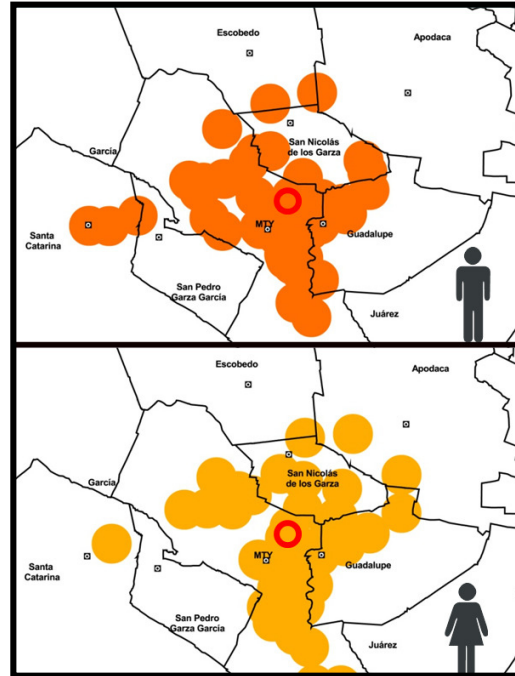 Escobedo
Apodaca
San Nicolás
de los Garza
García
MTY
Santa
Catarina
Guadalupe
San Pedro
Garza García
Juárez
Escobedo
Apodaca
San Nicolás
de los Garza
García
MTY
Santa
Catarina
Guadalupe
San Pedro
Garza García
Juárez